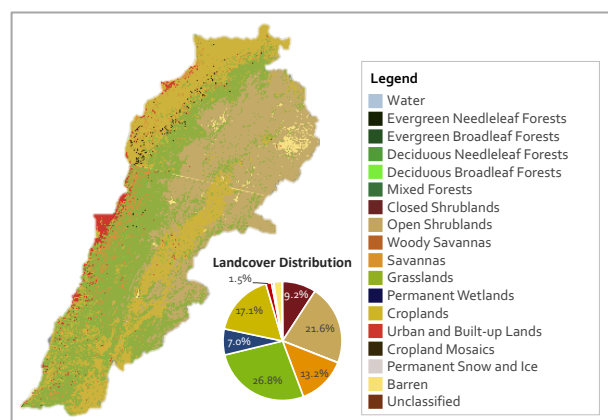 Legend
Water
Evergreen Needleleaf Forests
Evergreen Broadleaf Forests
Deciduous Needleleaf Forests
Deciduous Broadleaf Forests
Mixed Forests
Closed Shrublands
Open Shrublands
Woody Savannas
Savannas
Grasslands
Permanent Wetlands
Croplands
Urban and Built-up Lands
Cropland Mosaics
Permanent Snow and Ice
Barren
Unclassified
Landcover Distribution
1.5%
9.2%
17.1%
21.6%
7.0%
13.2%
26.8%